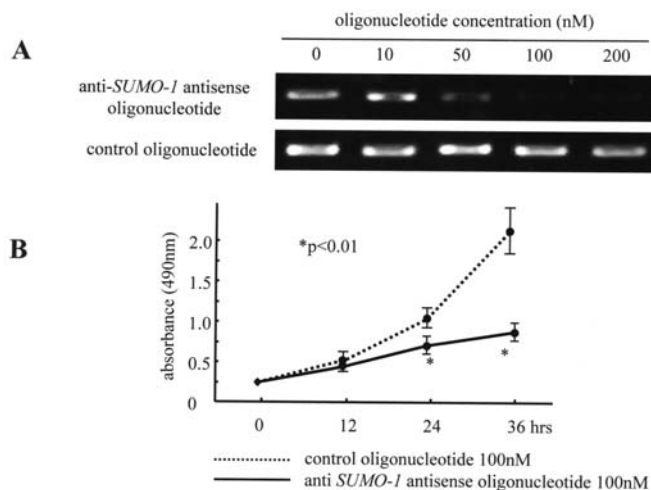 oligonucleotide concentration (nM)
A
0 10 50 100 200
anti-SUMO-1 antisense
oligonucleotide
control oligonucleotide
B
absorbance (490nm)
2.0
1.0
1.0
0.5
*p<0.01
*
*
0 12 24 36 hrs
control oligonucleotide 100nM
anti SUMO-1 antisense oligonucleotide 100nM